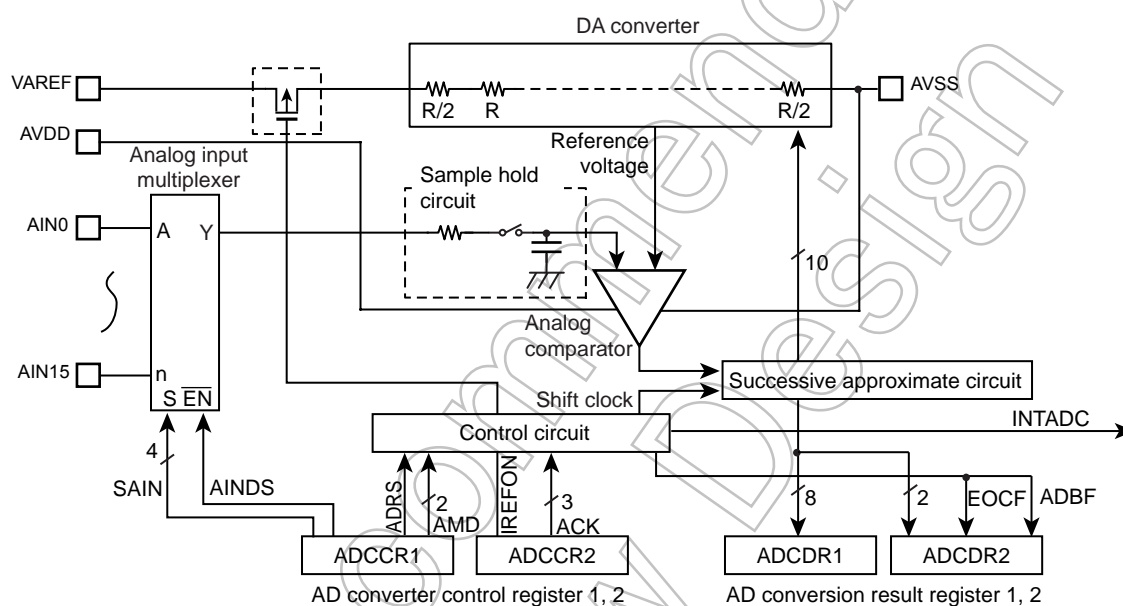 DA converter
VAREF
AVSS
R/2
R
R/2
AVDD
Reference
voltage
Analog input
multiplexer
Sample hold
circuit
AIN0
A
Y
10
Analog
comparator
AIN15
n
S EN
Successive approximate circuit
Shift clock
INTADC
Control circuit
4
SAIN
AINDS
ADRS
2
AMD
IREFON
3
ACK
8
2
EOCF
ADBF
ADCCR1
ADCCR2
ADCDR1
ADCDR2
AD converter control register 1, 2
AD conversion result register 1, 2